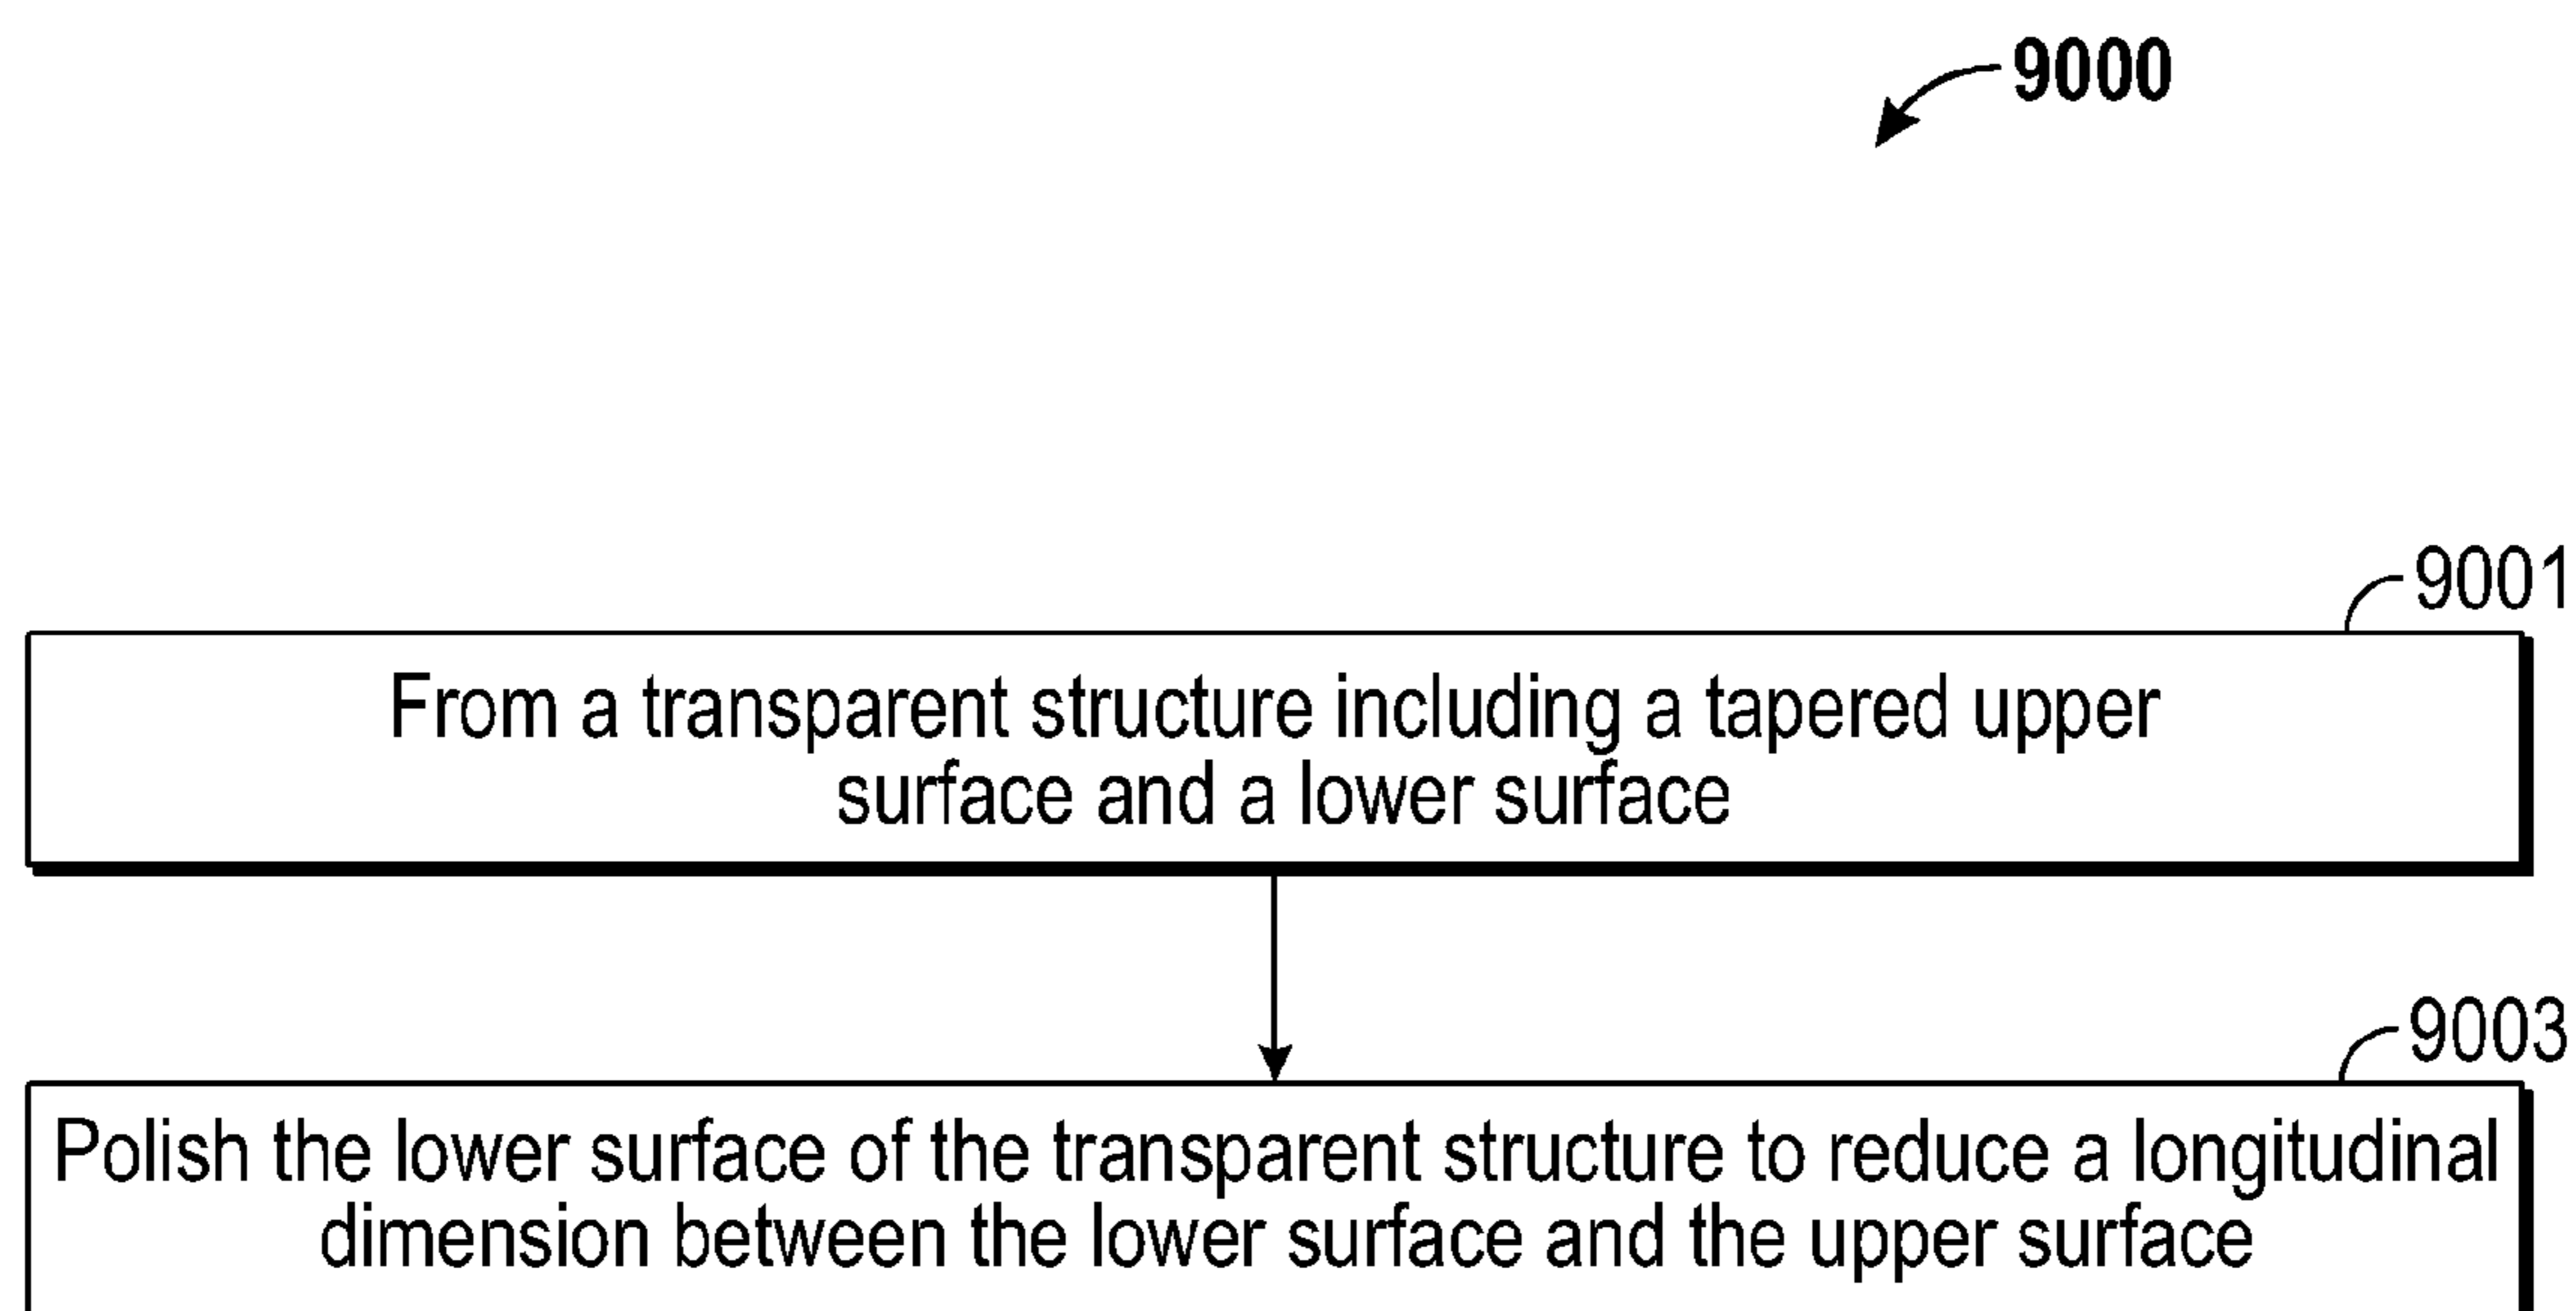 9000
9001
From a transparent structure including a tapered upper
surface and a lower surface
9003
Polish the lower surface of the transparent structure to reduce a longitudinal
dimension between the lower surface and the upper surface